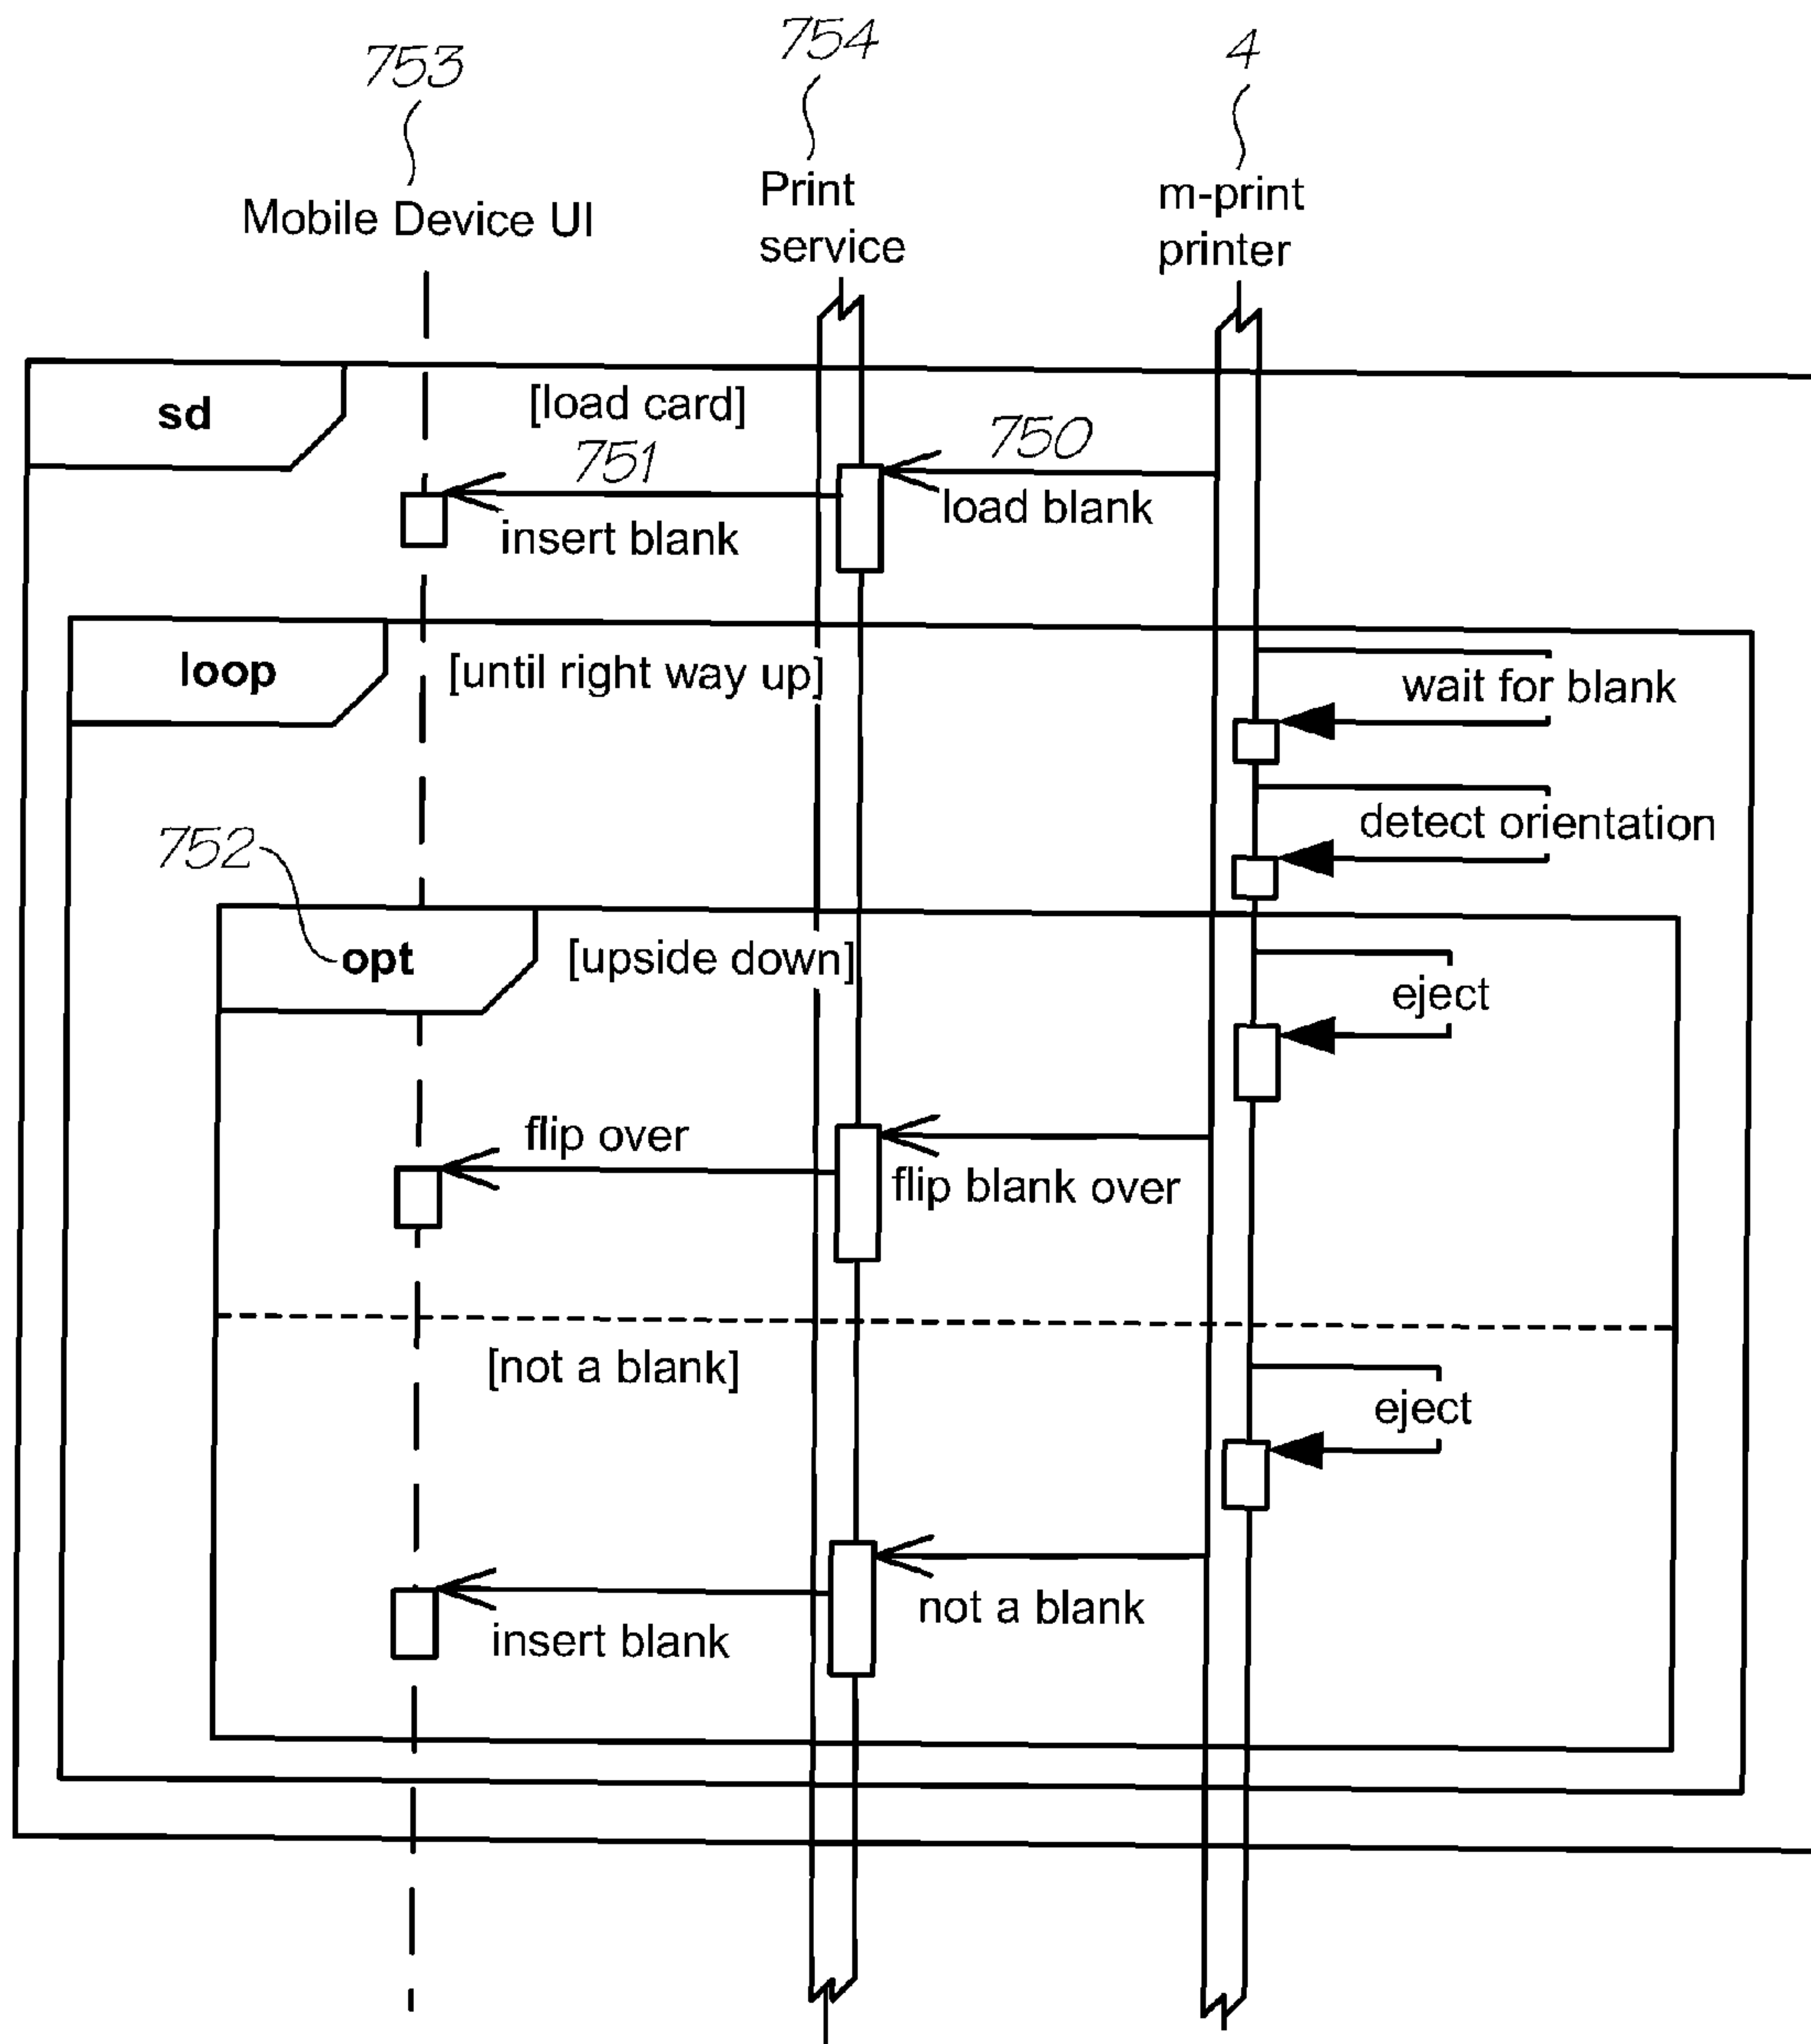 753
754
4
Mobile Device UI
Print
service
m-print
printer
sd
[load card]
751
750
insert blank
load blank
loop
[until right way up]
wait for blank
detect orientation
752
opt
[upside down]
eject
flip over
flip blank over
[not a blank]
eject
not a blank
insert blank